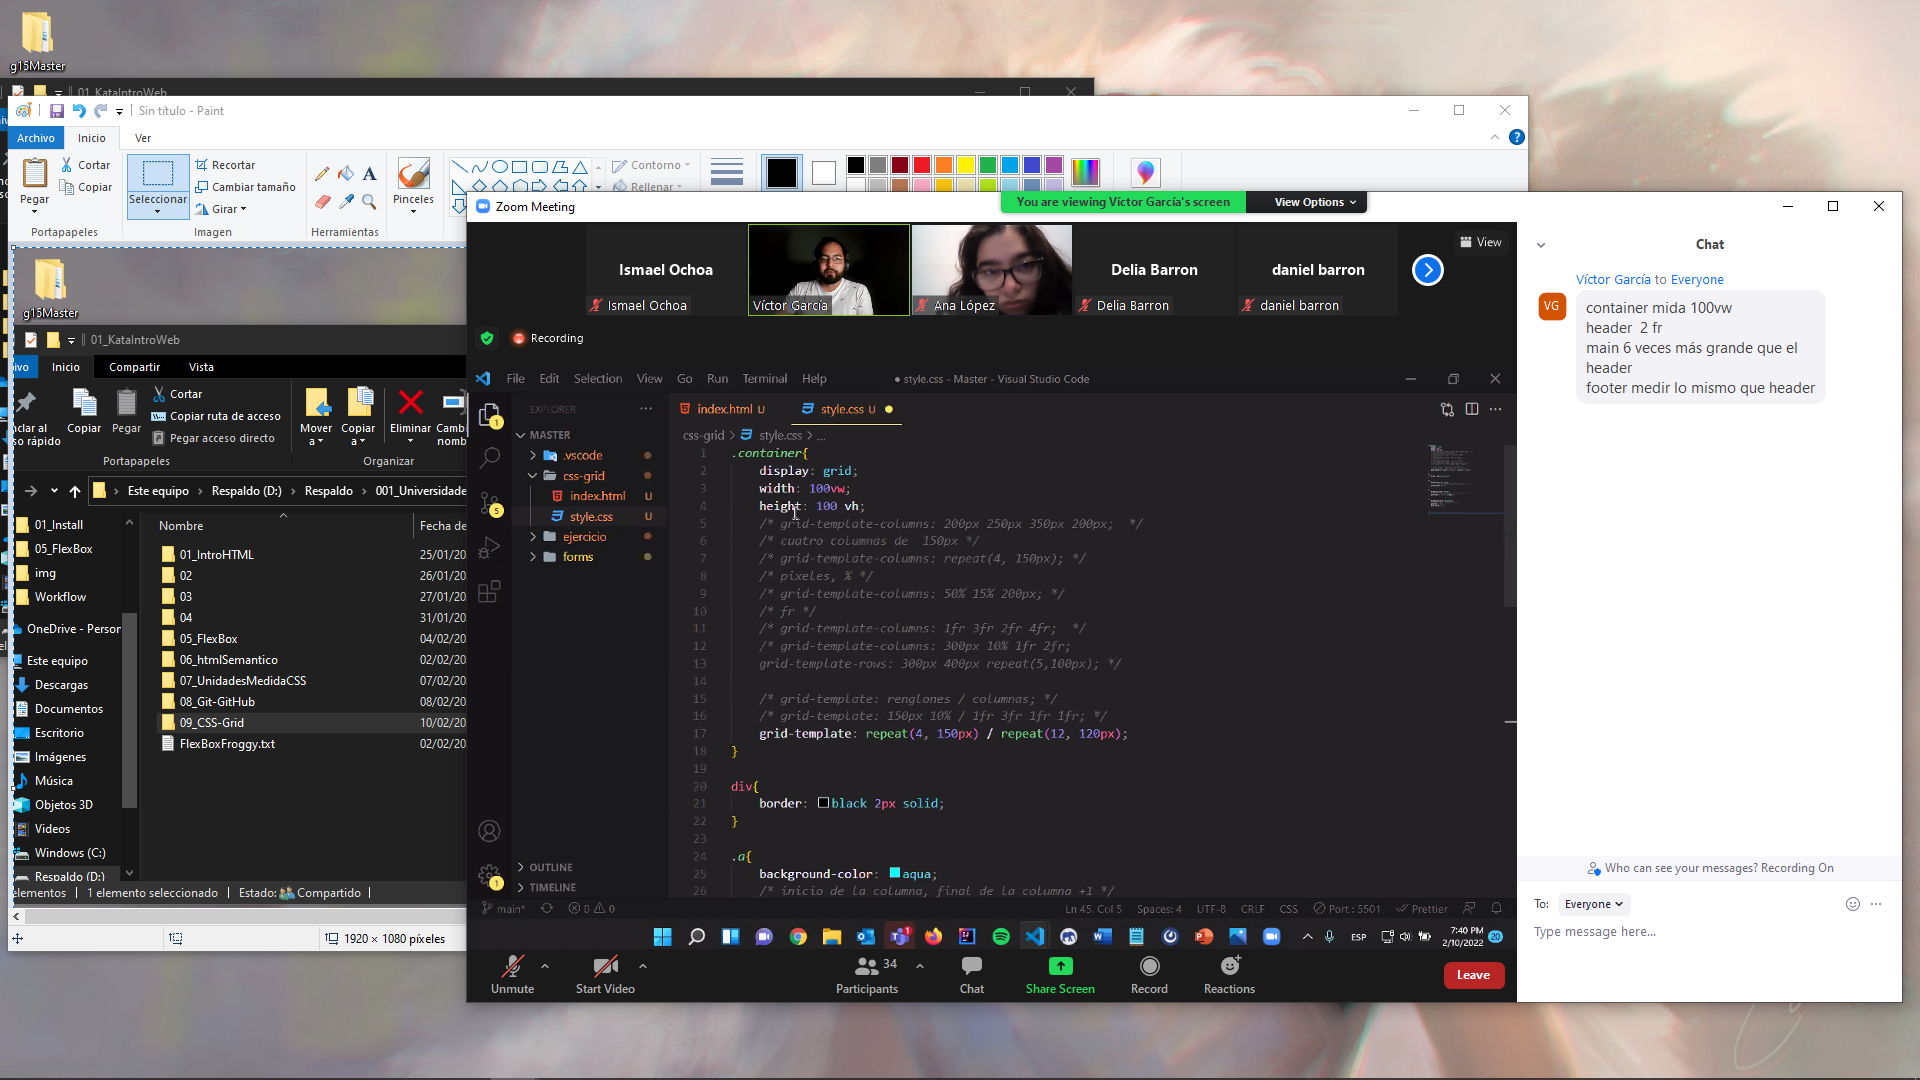 g15Master
01_KataIntroWeb
Sin título - Paint
Archivo
Inicio
Ver
Pegar
Cortar
Copiar
Portapapeles
Seleccionar
Recortar
Cambiar tamaño
Girar
Imagen
Herramientas
Pinceles
Contorno
Rellenar
g15Master
01_KataIntroWeb
ivo
Inicio
Compartir
Vista
nclar al
so rápido
Copiar
Pegar
Cortar
Copiar ruta de acceso
Pegar acceso directo
Portapapeles
Mover
a
Copiar
a
Eliminar
Camb
nomb
Organizar
Este equipo
Respaldo (D:)
Respaldo
001_Universidade
01_Install
05_FlexBox
img
Workflow
OneDrive - Person
Este equipo
Descargas
Documentos
Escritorio
Imágenes
Música
Objetos 3D
Videos
Windows (C:)
Respaldo (D:)
Nombre
Fecha de
01_IntroHTML 25/01/20
02 26/01/20
03 27/01/20
04 31/01/20
05_FlexBox 04/02/20
06_htmlSemantico 02/02/20
07_UnidadesMedidaCSS 07/02/20
08_Git-GitHub 08/02/20
09_CSS-Grid 10/02/20
FlexBoxFroggy.txt 02/02/20
elementos
1 elemento seleccionado
Estado:
Compartido
1920 × 1080 píxeles
Zoom Meeting
You are viewing Víctor García's screen
View Options
Ismael Ochoa
Ismael Ochoa
Víctor García
Ana López
Delia Barron
Delia Barron
daniel barron
daniel barron
View
Recording
File Edit Selection View Go Run Terminal Help
● style.css - Master - Visual Studio Code
EXPLORER
MASTER
.vscode
css-grid
index.html U
style.css U
ejercicio
forms
OUTLINE
TIMELINE
index.html U
style.css U
css-grid > style.css > ...
1 .container{
2 display: grid;
3 width: 100vw;
4 height: 100 vh;
5 /* grid-template-columns: 200px 250px 350px 200px;  */
6 /* cuatro columnas de  150px */
7 /* grid-template-columns: repeat(4, 150px); */
8 /* pixeles, % */
9 /* grid-template-columns: 50% 15% 200px; */
10 /* fr */
11 /* grid-template-columns: 1fr 3fr 2fr 4fr;  */
12 /* grid-template-columns: 300px 10% 1fr 2fr;
13 grid-template-rows: 300px 400px repeat(5,100px); */
14
15 /* grid-template: renglones / columnas; */
16 /* grid-template: 150px 10% / 1fr 3fr 1fr 1fr; */
17 grid-template: repeat(4, 150px) / repeat(12, 120px);
18 }
19
20 div{
21 border: black 2px solid;
22 }
23
24 .a{
25 background-color: aqua;
26 /* inicio de la columna, final de la columna +1 */
main*
0
0
Ln 45, Col 5
Spaces: 4
UTF-8
CRLF
CSS
Port : 5501
Prettier
ESP
7:40 PM
2/10/2022
20
Unmute
Start Video
34
Participants
Chat
Share Screen
Record
Reactions
Leave
Chat
Víctor García to Everyone
VG
container mida 100vw
header  2 fr
main 6 veces más grande que el
header
footer medir lo mismo que header
Who can see your messages? Recording On
To:
Everyone
Type message here...